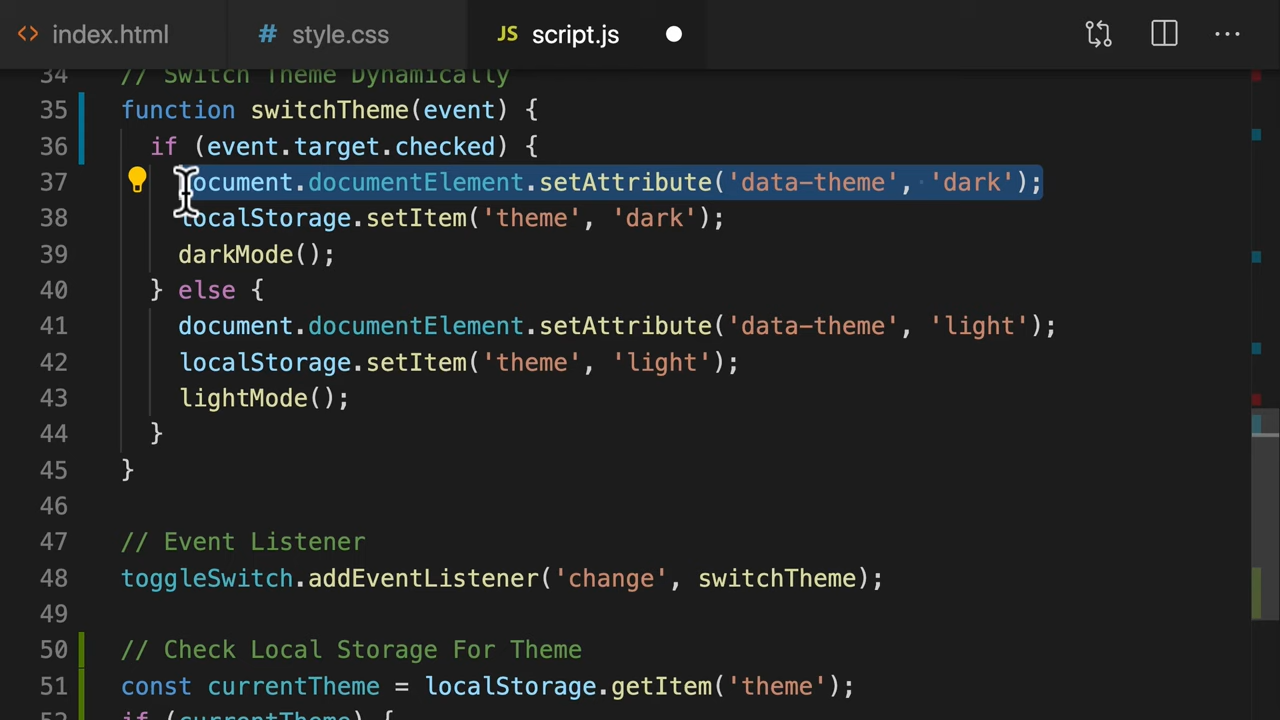 <> index.html
# style.css
JS script.js
34 // Switch Theme Dynamically
35 function switchTheme(event) {
36 if (event.target.checked) {
37 document.documentElement.setAttribute('data-theme', 'dark');
38 localStorage.setItem('theme', 'dark');
39 darkMode();
40 } else {
41 document.documentElement.setAttribute('data-theme', 'light');
42 localStorage.setItem('theme', 'light');
43 lightMode();
44 }
45 }
46
47 // Event Listener
48 toggleSwitch.addEventListener('change', switchTheme);
49
50 // Check Local Storage For Theme
51 const currentTheme = localStorage.getItem('theme');
52 if (currentTheme) {